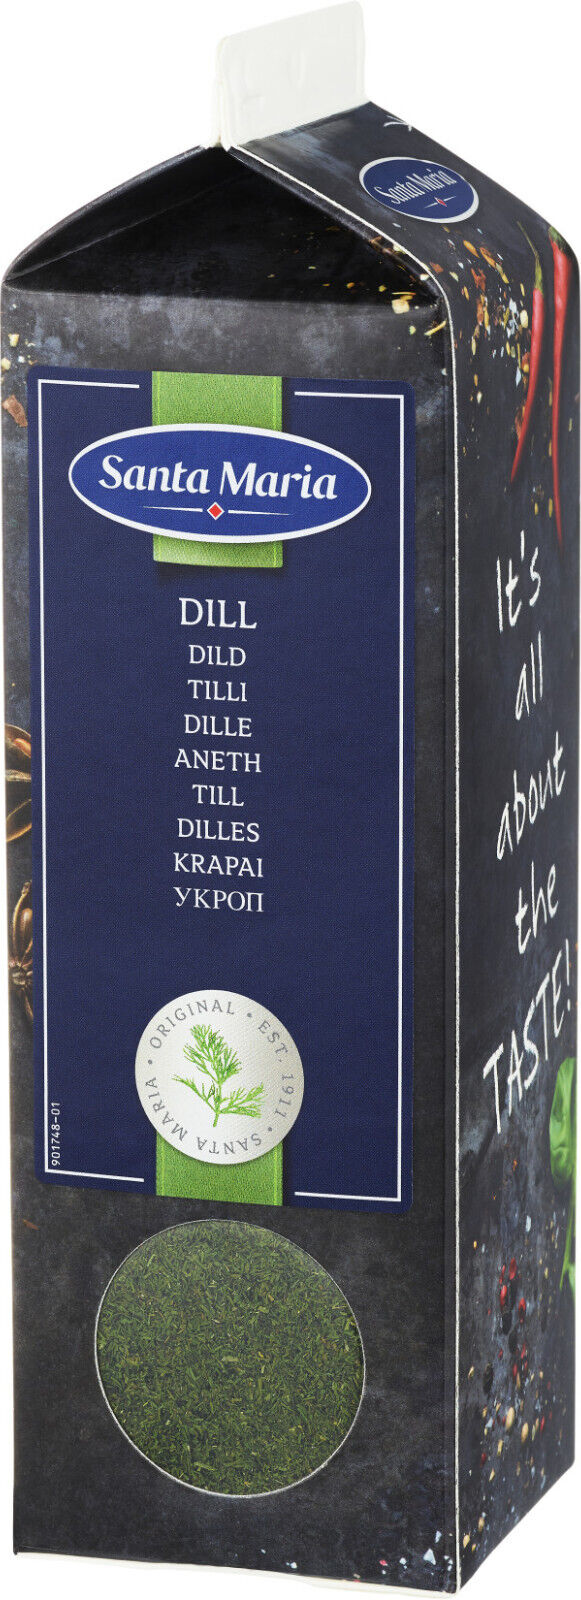 Santa Maria
Santa Maria
DILL
DILD
TILLI
DILLE
ANETH
TILL
DILLES
KRAPAI
УКРОП
ORIGINAL • EST. 1911 • SANTA MARIA •
901748-01
It's
all
about
the
TASTE!